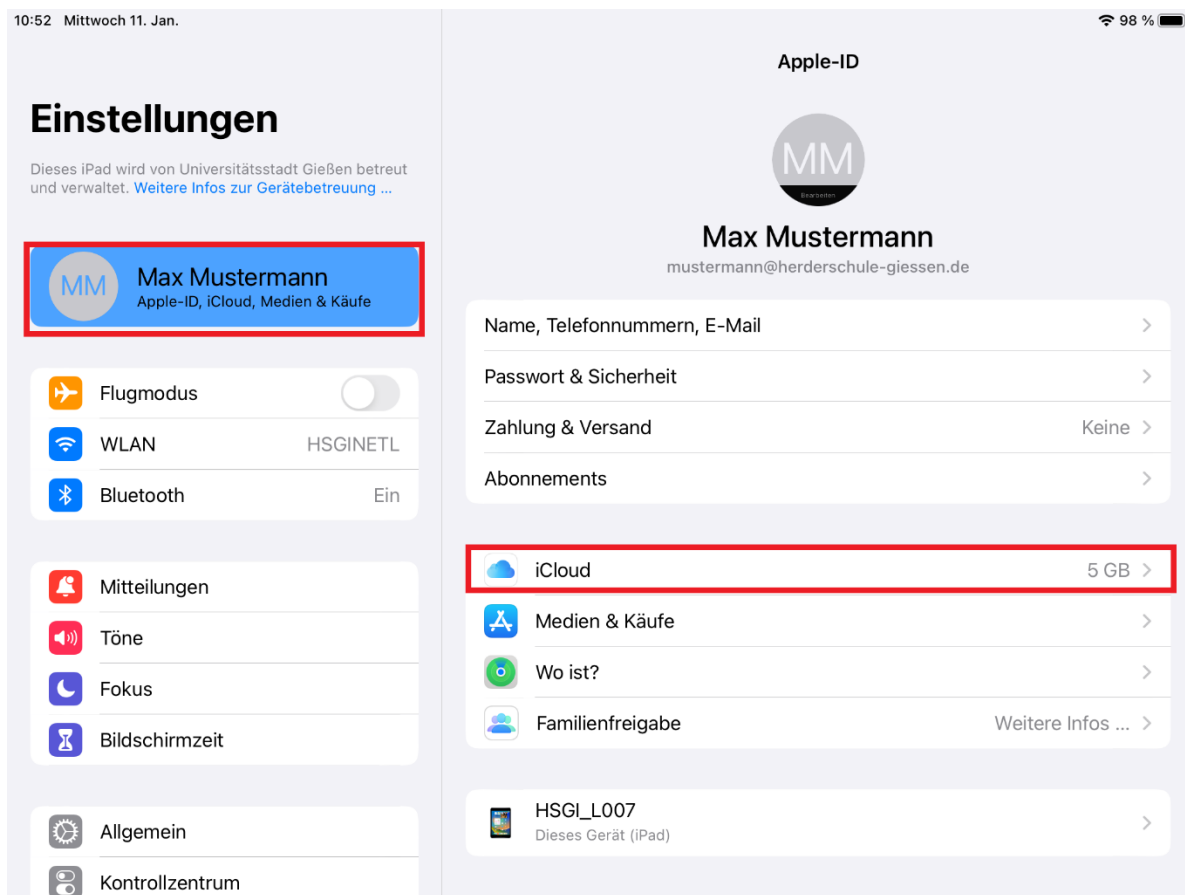 10:52 Mittwoch 11. Jan.
98 %
Einstellungen
Dieses iPad wird von Universitätsstadt Gießen betreut
und verwaltet. Weitere Infos zur Gerätebetreuung ...
MM
Max Mustermann
Apple-ID, iCloud, Medien & Käufe
Flugmodus
WLAN HSGINETL
Bluetooth Ein
Mitteilungen
Töne
Fokus
Bildschirmzeit
Allgemein
Kontrollzentrum
Apple-ID
MM
Bearbeiten
Max Mustermann
mustermann@herderschule-giessen.de
Name, Telefonnummern, E-Mail
Passwort & Sicherheit
Zahlung & Versand Keine
Abonnements
iCloud 5 GB
Medien & Käufe
Wo ist?
Familienfreigabe Weitere Infos ...
HSGI_L007
Dieses Gerät (iPad)